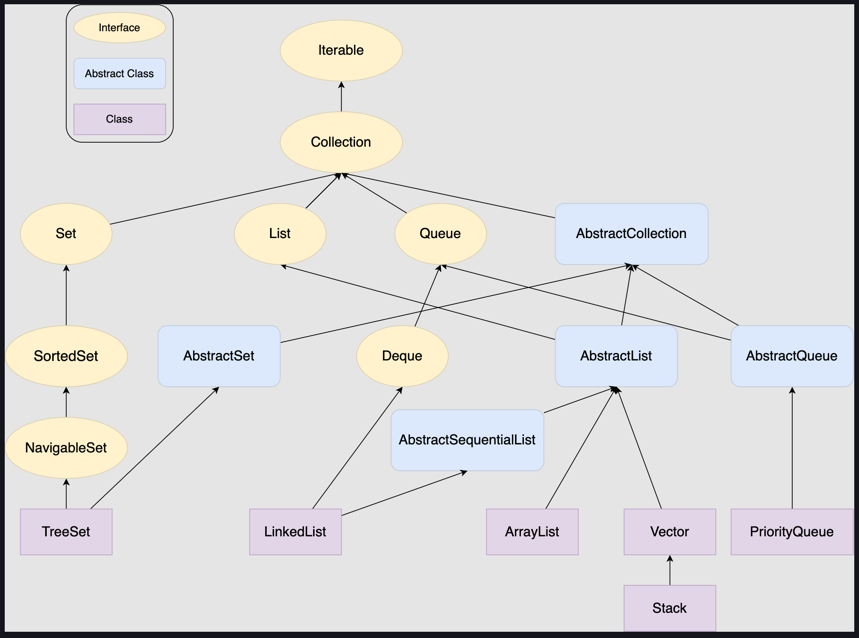 Interface
Abstract Class
Class
Iterable
Collection
Set
List
Queue
AbstractCollection
SortedSet
AbstractSet
Deque
AbstractList
AbstractQueue
NavigableSet
AbstractSequentialList
TreeSet
LinkedList
ArrayList
Vector
PriorityQueue
Stack